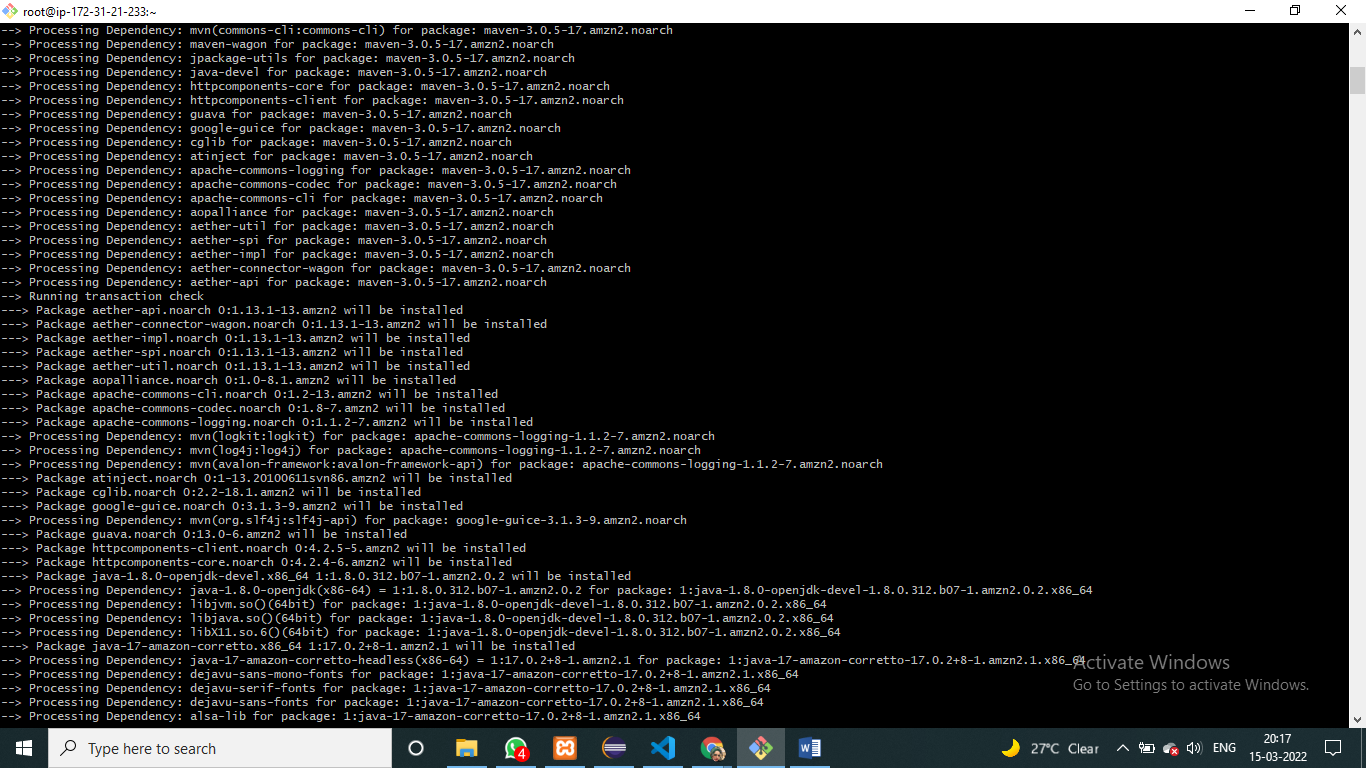 root@ip-172-31-21-233:~
--> Processing Dependency: mvn(commons-cli:commons-cli) for package: maven-3.0.5-17.amzn2.noarch
--> Processing Dependency: maven-wagon for package: maven-3.0.5-17.amzn2.noarch
--> Processing Dependency: jpackage-utils for package: maven-3.0.5-17.amzn2.noarch
--> Processing Dependency: java-devel for package: maven-3.0.5-17.amzn2.noarch
--> Processing Dependency: httpcomponents-core for package: maven-3.0.5-17.amzn2.noarch
--> Processing Dependency: httpcomponents-client for package: maven-3.0.5-17.amzn2.noarch
--> Processing Dependency: guava for package: maven-3.0.5-17.amzn2.noarch
--> Processing Dependency: google-guice for package: maven-3.0.5-17.amzn2.noarch
--> Processing Dependency: cglib for package: maven-3.0.5-17.amzn2.noarch
--> Processing Dependency: atinject for package: maven-3.0.5-17.amzn2.noarch
--> Processing Dependency: apache-commons-logging for package: maven-3.0.5-17.amzn2.noarch
--> Processing Dependency: apache-commons-codec for package: maven-3.0.5-17.amzn2.noarch
--> Processing Dependency: apache-commons-cli for package: maven-3.0.5-17.amzn2.noarch
--> Processing Dependency: aopalliance for package: maven-3.0.5-17.amzn2.noarch
--> Processing Dependency: aether-util for package: maven-3.0.5-17.amzn2.noarch
--> Processing Dependency: aether-spi for package: maven-3.0.5-17.amzn2.noarch
--> Processing Dependency: aether-impl for package: maven-3.0.5-17.amzn2.noarch
--> Processing Dependency: aether-connector-wagon for package: maven-3.0.5-17.amzn2.noarch
--> Processing Dependency: aether-api for package: maven-3.0.5-17.amzn2.noarch
--> Running transaction check
---> Package aether-api.noarch 0:1.13.1-13.amzn2 will be installed
---> Package aether-connector-wagon.noarch 0:1.13.1-13.amzn2 will be installed
---> Package aether-impl.noarch 0:1.13.1-13.amzn2 will be installed
---> Package aether-spi.noarch 0:1.13.1-13.amzn2 will be installed
---> Package aether-util.noarch 0:1.13.1-13.amzn2 will be installed
---> Package aopalliance.noarch 0:1.0-8.1.amzn2 will be installed
---> Package apache-commons-cli.noarch 0:1.2-13.amzn2 will be installed
---> Package apache-commons-codec.noarch 0:1.8-7.amzn2 will be installed
---> Package apache-commons-logging.noarch 0:1.1.2-7.amzn2 will be installed
--> Processing Dependency: mvn(logkit:logkit) for package: apache-commons-logging-1.1.2-7.amzn2.noarch
--> Processing Dependency: mvn(log4j:log4j) for package: apache-commons-logging-1.1.2-7.amzn2.noarch
--> Processing Dependency: mvn(avalon-framework:avalon-framework-api) for package: apache-commons-logging-1.1.2-7.amzn2.noarch
---> Package atinject.noarch 0:1-13.20100611svn86.amzn2 will be installed
---> Package cglib.noarch 0:2.2-18.1.amzn2 will be installed
---> Package google-guice.noarch 0:3.1.3-9.amzn2 will be installed
--> Processing Dependency: mvn(org.slf4j:slf4j-api) for package: google-guice-3.1.3-9.amzn2.noarch
---> Package guava.noarch 0:13.0-6.amzn2 will be installed
---> Package httpcomponents-client.noarch 0:4.2.5-5.amzn2 will be installed
---> Package httpcomponents-core.noarch 0:4.2.4-6.amzn2 will be installed
---> Package java-1.8.0-openjdk-devel.x86_64 1:1.8.0.312.b07-1.amzn2.0.2 will be installed
--> Processing Dependency: java-1.8.0-openjdk(x86-64) = 1:1.8.0.312.b07-1.amzn2.0.2 for package: 1:java-1.8.0-openjdk-devel-1.8.0.312.b07-1.amzn2.0.2.x86_64
--> Processing Dependency: libjvm.so()(64bit) for package: 1:java-1.8.0-openjdk-devel-1.8.0.312.b07-1.amzn2.0.2.x86_64
--> Processing Dependency: libjava.so()(64bit) for package: 1:java-1.8.0-openjdk-devel-1.8.0.312.b07-1.amzn2.0.2.x86_64
--> Processing Dependency: libX11.so.6()(64bit) for package: 1:java-1.8.0-openjdk-devel-1.8.0.312.b07-1.amzn2.0.2.x86_64
---> Package java-17-amazon-corretto.x86_64 1:17.0.2+8-1.amzn2.1 will be installed
--> Processing Dependency: java-17-amazon-corretto-headless(x86-64) = 1:17.0.2+8-1.amzn2.1 for package: 1:java-17-amazon-corretto-17.0.2+8-1.amzn2.1.x86_64
--> Processing Dependency: dejavu-sans-mono-fonts for package: 1:java-17-amazon-corretto-17.0.2+8-1.amzn2.1.x86_64
--> Processing Dependency: dejavu-serif-fonts for package: 1:java-17-amazon-corretto-17.0.2+8-1.amzn2.1.x86_64
--> Processing Dependency: dejavu-sans-fonts for package: 1:java-17-amazon-corretto-17.0.2+8-1.amzn2.1.x86_64
--> Processing Dependency: alsa-lib for package: 1:java-17-amazon-corretto-17.0.2+8-1.amzn2.1.x86_64
Activate Windows
Go to Settings to activate Windows.
Type here to search
4
27°C Clear
ENG
20:17
15-03-2022